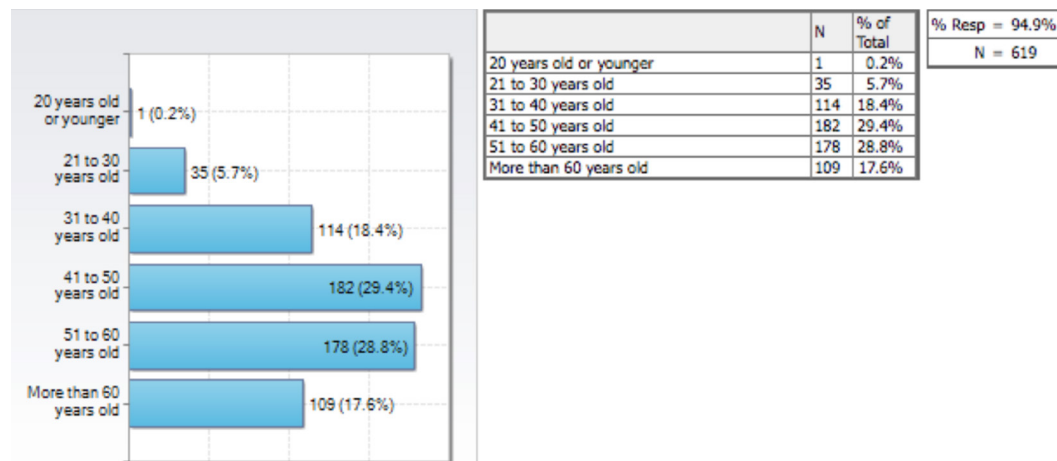 20 years old
or younger
1 (0.2%)
21 to 30
years old
35 (5.7%)
31 to 40
years old
114 (18.4%)
41 to 50
years old
182 (29.4%)
51 to 60
years old
178 (28.8%)
More than 60
years old
109 (17.6%)
N % of Total
20 years old or younger 1 0.2%
21 to 30 years old 35 5.7%
31 to 40 years old 114 18.4%
41 to 50 years old 182 29.4%
51 to 60 years old 178 28.8%
More than 60 years old 109 17.6%
% Resp = 94.9%
N = 619